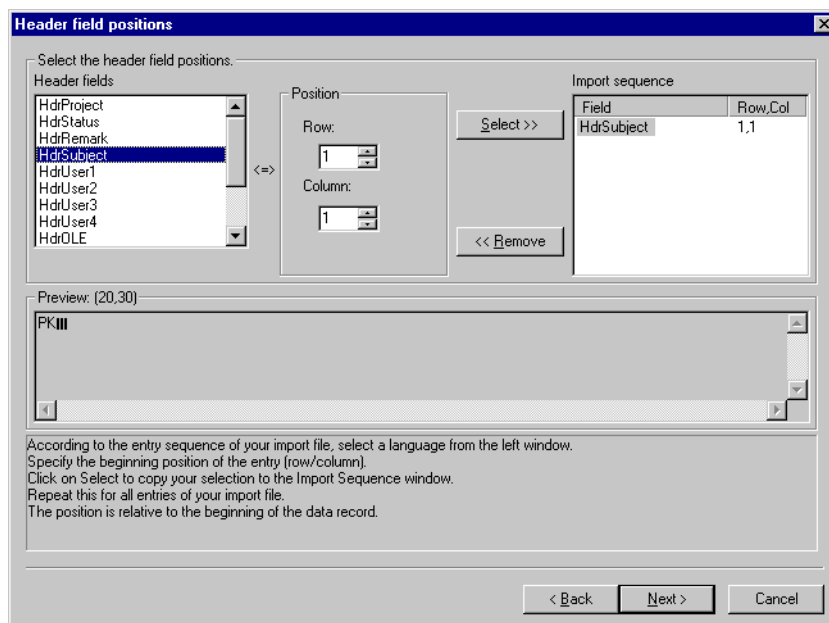 Header field positions
Select the header field positions.
Header fields
HdrProject
HdrStatus
HdrRemark
HdrSubject
HdrUser1
HdrUser2
HdrUser3
HdrUser4
HdrOLE
<=>
Position
Row:
1
Column:
1
Select >>
<< Remove
Import sequence
Field Row,Col
HdrSubject 1,1
Preview: (20,30)
PK
According to the entry sequence of your import file, select a language from the left window.
Specify the beginning position of the entry (row/column).
Click on Select to copy your selection to the Import Sequence window.
Repeat this for all entries of your import file.
The position is relative to the beginning of the data record.
< Back Next > Cancel